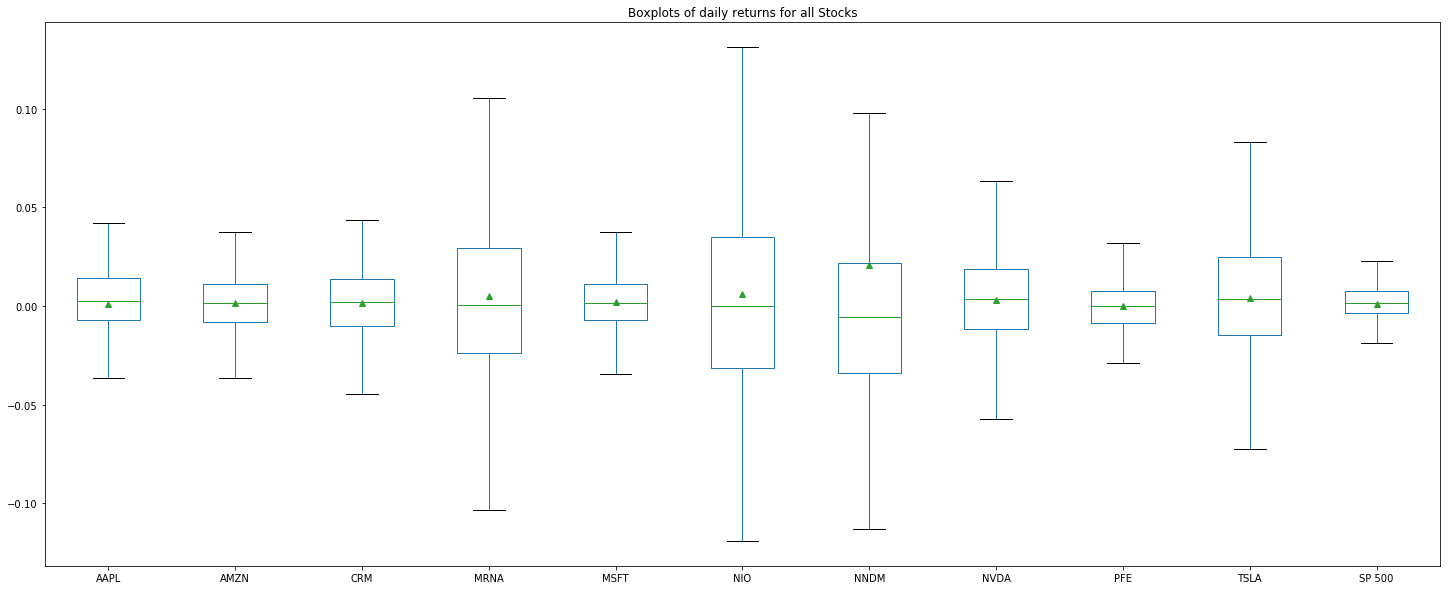 Boxplots of daily returns for all Stocks
0.10
0.05
0.00
−0.05
−0.10
AAPL AMZN CRM MRNA MSFT NIO NNDM NVDA PFE TSLA SP 500